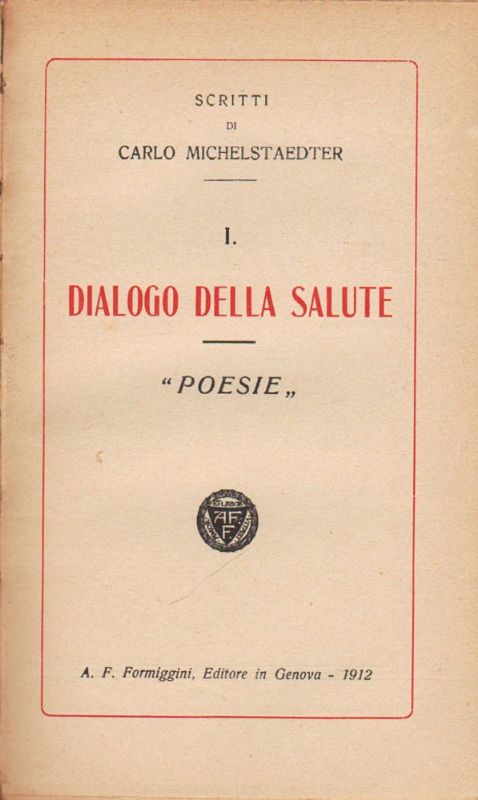 SCRITTI
DI
CARLO MICHELSTAEDTER
I.
DIALOGO DELLA SALUTE
“POESIE„
A. F.
F
A. F. Formiggini, Editore in Genova - 1912